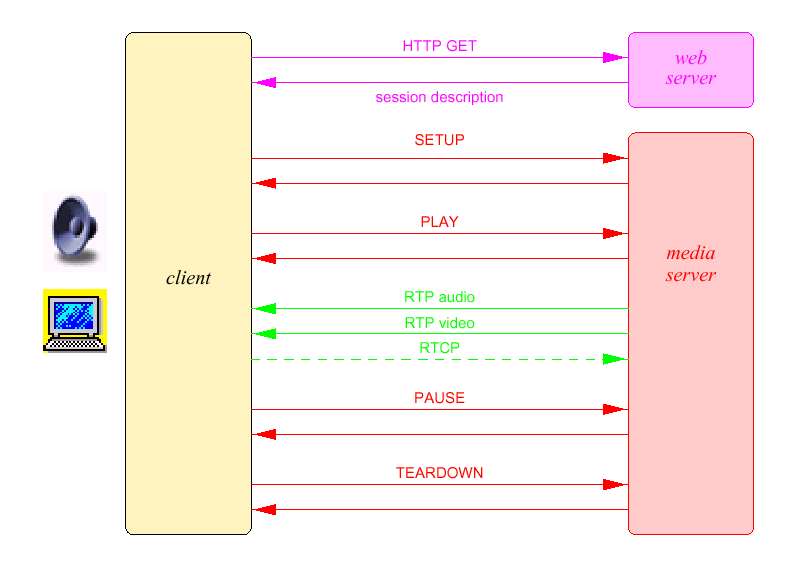 HTTP GET
web
server
session description
SETUP
PLAY
media
server
client
RTP audio
RTP video
RTCP
PAUSE
TEARDOWN